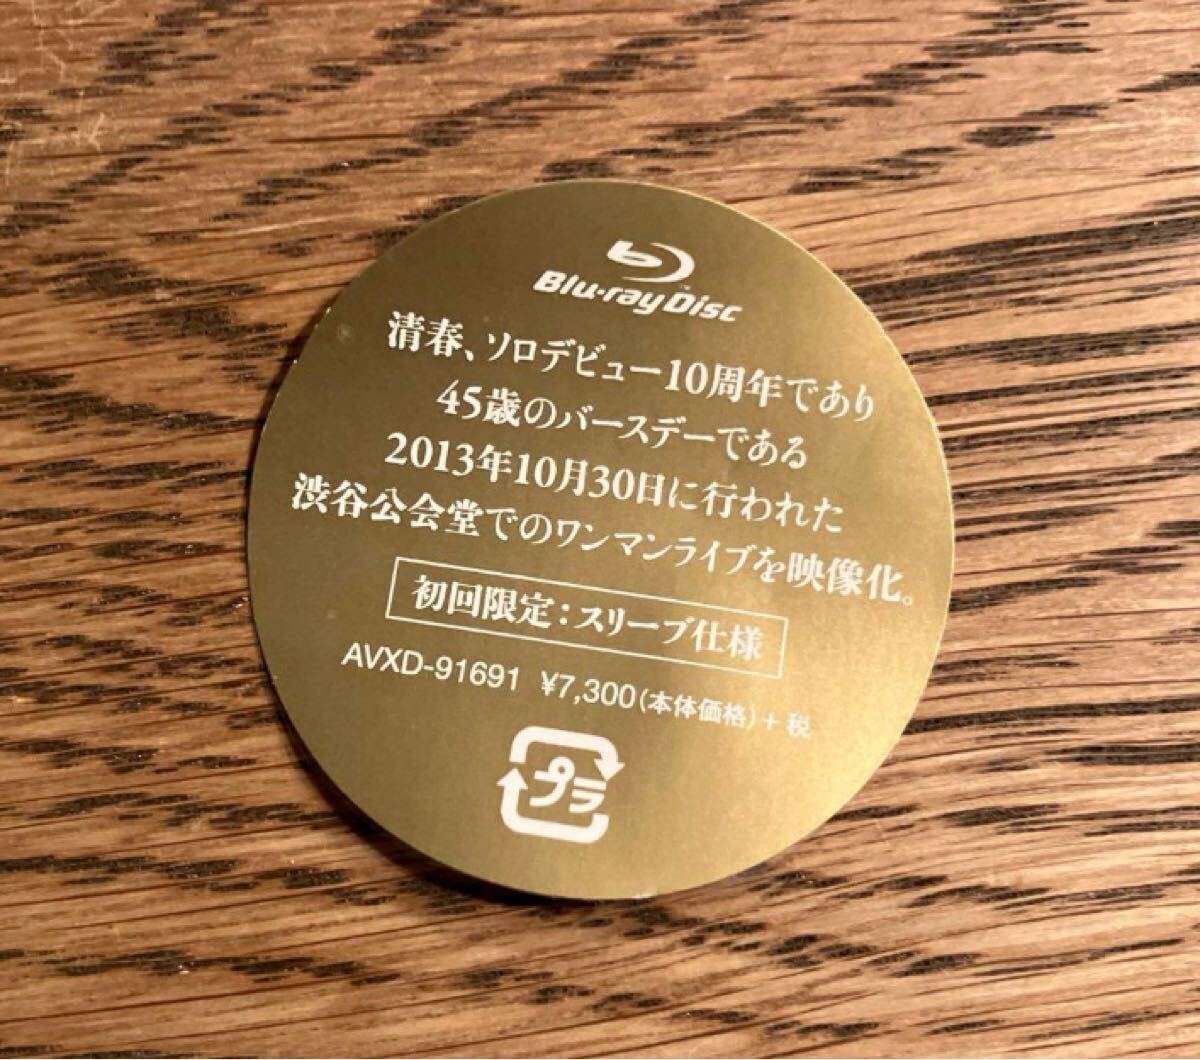 Blu-ray Disc™
清春、ソロデビュー10周年であり
45歳のバースデーである
2013年10月30日に行われた
渋谷公会堂でのワンマンライブを映像化。
初回限定：スリーブ仕様
AVXD-91691 ¥7,300(本体価格)+税
プラ